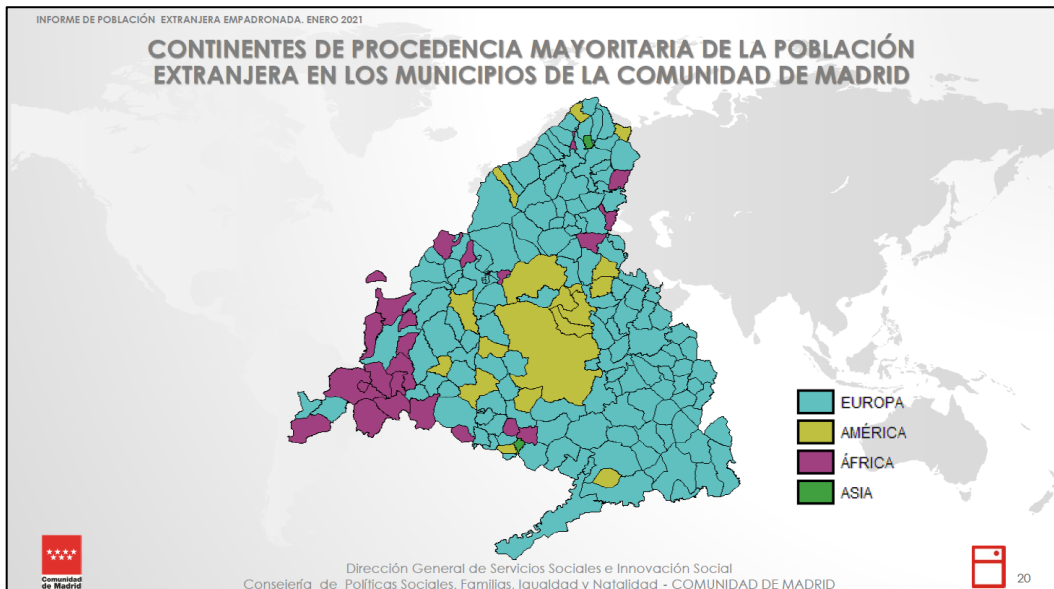 INFORME DE POBLACIÓN EXTRANJERA EMPADRONADA. ENERO 2021
CONTINENTES DE PROCEDENCIA MAYORITARIA DE LA POBLACIÓN
EXTRANJERA EN LOS MUNICIPIOS DE LA COMUNIDAD DE MADRID
EUROPA
AMÉRICA
ÁFRICA
ASIA
Comunidad
de Madrid
Dirección General de Servicios Sociales e Innovación Social
Consejería de Políticas Sociales, Familias, Igualdad y Natalidad - COMUNIDAD DE MADRID
20